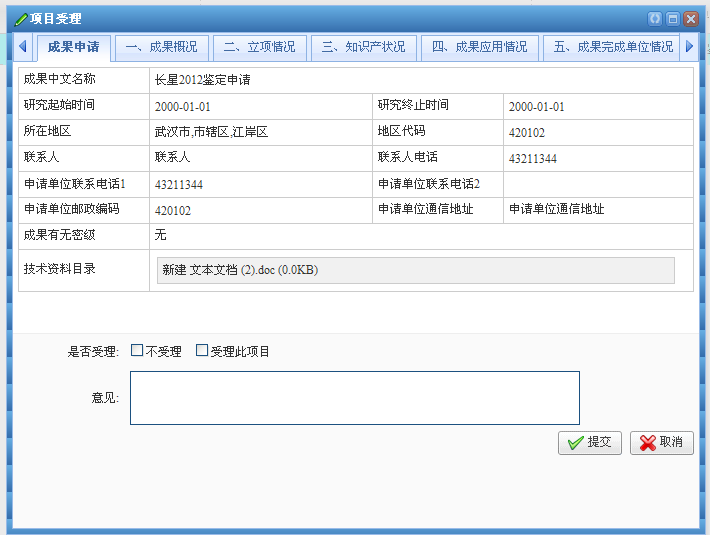 项目受理
成果申请 一、成果概况 二、立项情况 三、知识产状况 四、成果应用情况 五、成果完成单位情况
成果中文名称 长星2012鉴定申请
研究起始时间 2000-01-01 研究终止时间 2000-01-01
所在地区 武汉市,市辖区,江岸区 地区代码 420102
联系人 联系人 联系人电话 43211344
申请单位联系电话1 43211344 申请单位联系电话2
申请单位邮政编码 420102 申请单位通信地址 申请单位通信地址
成果有无密级 无
技术资料目录 新建 文本文档 (2).doc (0.0KB)
是否受理: 不受理 受理此项目
意见:
提交 取消